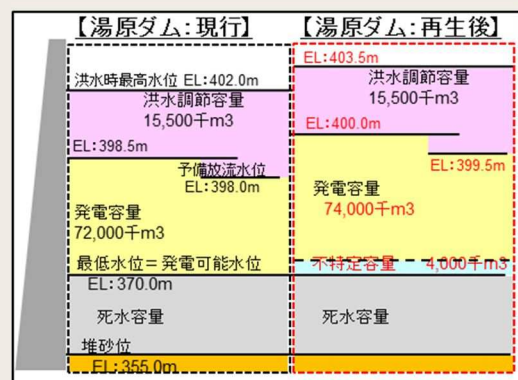 【湯原ダム：現行】
洪水時最高水位 EL：402.0m
洪水調節容量
15,500千m3
EL：398.5m
予備放流水位
EL：398.0m
発電容量
72,000千m3
最低水位＝発電可能水位
EL：370.0m
死水容量
堆砂位
EL：355.0m
【湯原ダム：再生後】
EL：403.5m
洪水調節容量
15,500千m3
EL：400.0m
EL：399.5m
発電容量
74,000千m3
不特定容量 4,000千m3
死水容量